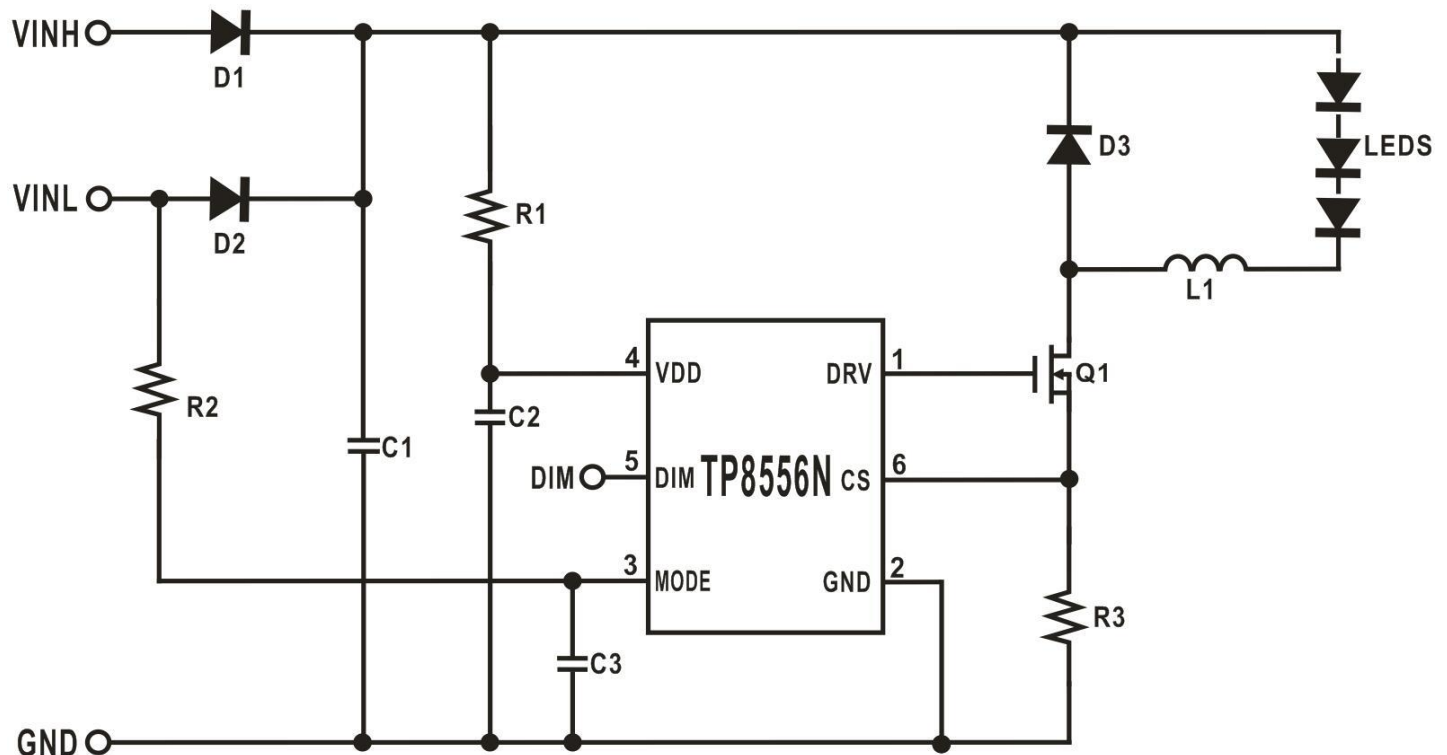 VINH
D1
VINL
D2
R1
D3
LEDS
L1
R2
C1
C2
4
VDD
DRV
1
Q1
DIM
5
DIM
TP8556N
CS
6
3
MODE
GND
2
C3
R3
GND